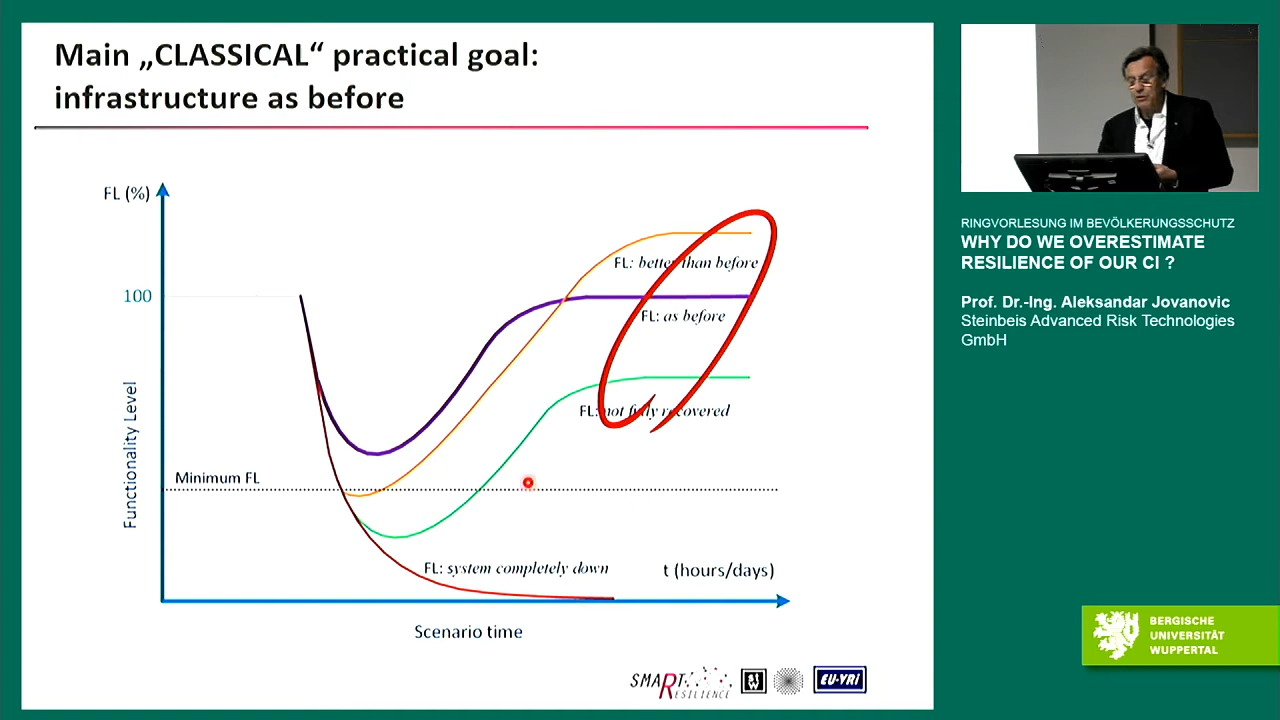 Main „CLASSICAL“ practical goal:
infrastructure as before
FL (%)
100
Functionality Level
Minimum FL
FL: better than before
FL: as before
FL: not fully recovered
FL: system completely down
t (hours/days)
Scenario time
SMART
RESILIENCE
EU-VRi
RINGVORLESUNG IM BEVÖLKERUNGSSCHUTZ
WHY DO WE OVERESTIMATE
RESILIENCE OF OUR CI ?
Prof. Dr.-Ing. Aleksandar Jovanovic
Steinbeis Advanced Risk Technologies
GmbH
BERGISCHE
UNIVERSITÄT
WUPPERTAL